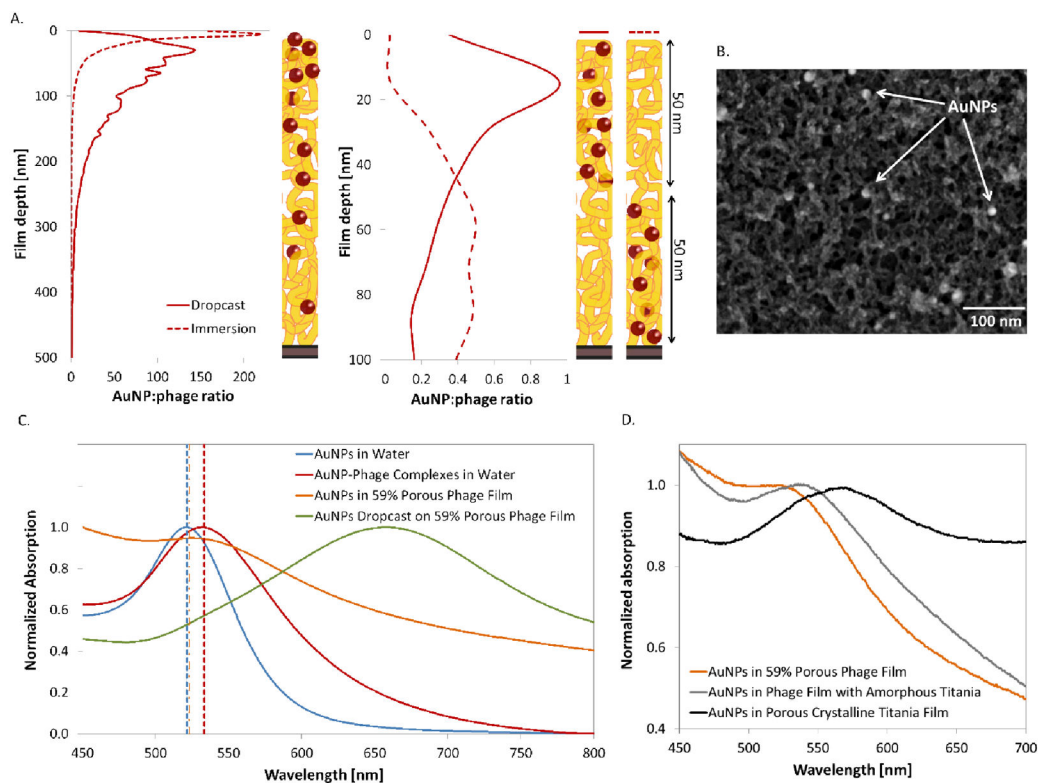 A.
0
100
200
300
400
500
Film depth [nm]
Dropcast
Immersion
0
50
100
150
200
AuNP:phage ratio
0
20
40
60
80
100
Film depth [nm]
0
0.2
0.4
0.6
0.8
1
AuNP:phage ratio
50 nm
50 nm
B.
AuNPs
100 nm
C.
AuNPs in Water
AuNP-Phage Complexes in Water
AuNPs in 59% Porous Phage Film
AuNPs Dropcast on 59% Porous Phage Film
1.0
0.8
0.6
0.4
0.2
0.0
Normalized Absorption
450
500
550
600
650
700
750
800
Wavelength [nm]
D.
1.0
0.8
0.6
0.4
Normalized absorption
AuNPs in 59% Porous Phage Film
AuNPs in Phage Film with Amorphous Titania
AuNPs in Porous Crystalline Titania Film
450
500
550
600
650
700
Wavelength [nm]